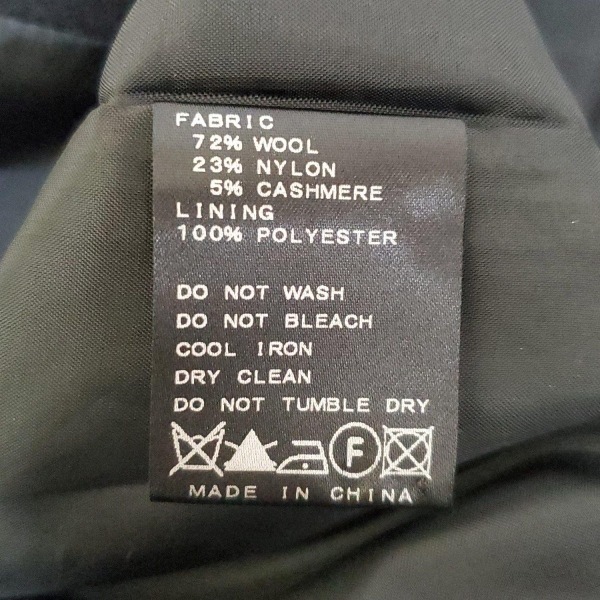 FABRIC
72% WOOL
23% NYLON
5% CASHMERE
LINING
100% POLYESTER
DO NOT WASH
DO NOT BLEACH
COOL IRON
DRY CLEAN
DO NOT TUMBLE DRY
F
MADE IN CHINA